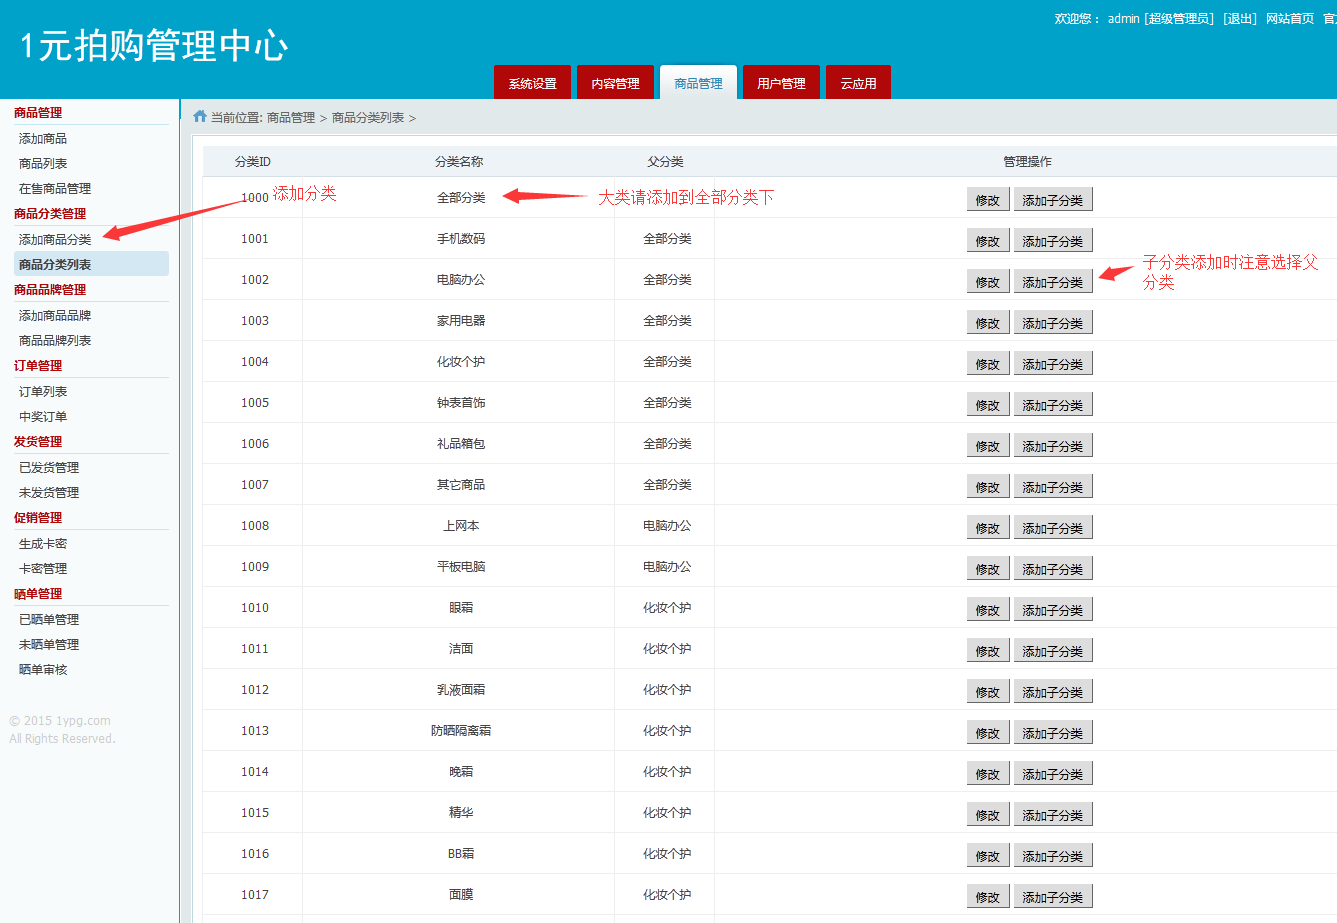 欢迎您： admin [超级管理员] [退出] 网站首页 官
1元拍购管理中心
系统设置 内容管理 商品管理 用户管理 云应用
商品管理
添加商品
商品列表
在售商品管理
商品分类管理
添加商品分类
商品分类列表
商品品牌管理
添加商品品牌
商品品牌列表
订单管理
订单列表
中奖订单
发货管理
已发货管理
未发货管理
促销管理
生成卡密
卡密管理
晒单管理
已晒单管理
未晒单管理
晒单审核
© 2015 1ypg.com
All Rights Reserved.
当前位置: 商品管理 > 商品分类列表 >
分类ID 分类名称 父分类 管理操作
1000 添加分类 全部分类 大类请添加到全部分类下 修改 添加子分类
1001 手机数码 全部分类 修改 添加子分类
子分类添加时注意选择父
分类
1002 电脑办公 全部分类 修改 添加子分类
1003 家用电器 全部分类 修改 添加子分类
1004 化妆个护 全部分类 修改 添加子分类
1005 钟表首饰 全部分类 修改 添加子分类
1006 礼品箱包 全部分类 修改 添加子分类
1007 其它商品 全部分类 修改 添加子分类
1008 上网本 电脑办公 修改 添加子分类
1009 平板电脑 电脑办公 修改 添加子分类
1010 眼霜 化妆个护 修改 添加子分类
1011 洁面 化妆个护 修改 添加子分类
1012 乳液面霜 化妆个护 修改 添加子分类
1013 防晒隔离霜 化妆个护 修改 添加子分类
1014 晚霜 化妆个护 修改 添加子分类
1015 精华 化妆个护 修改 添加子分类
1016 BB霜 化妆个护 修改 添加子分类
1017 面膜 化妆个护 修改 添加子分类